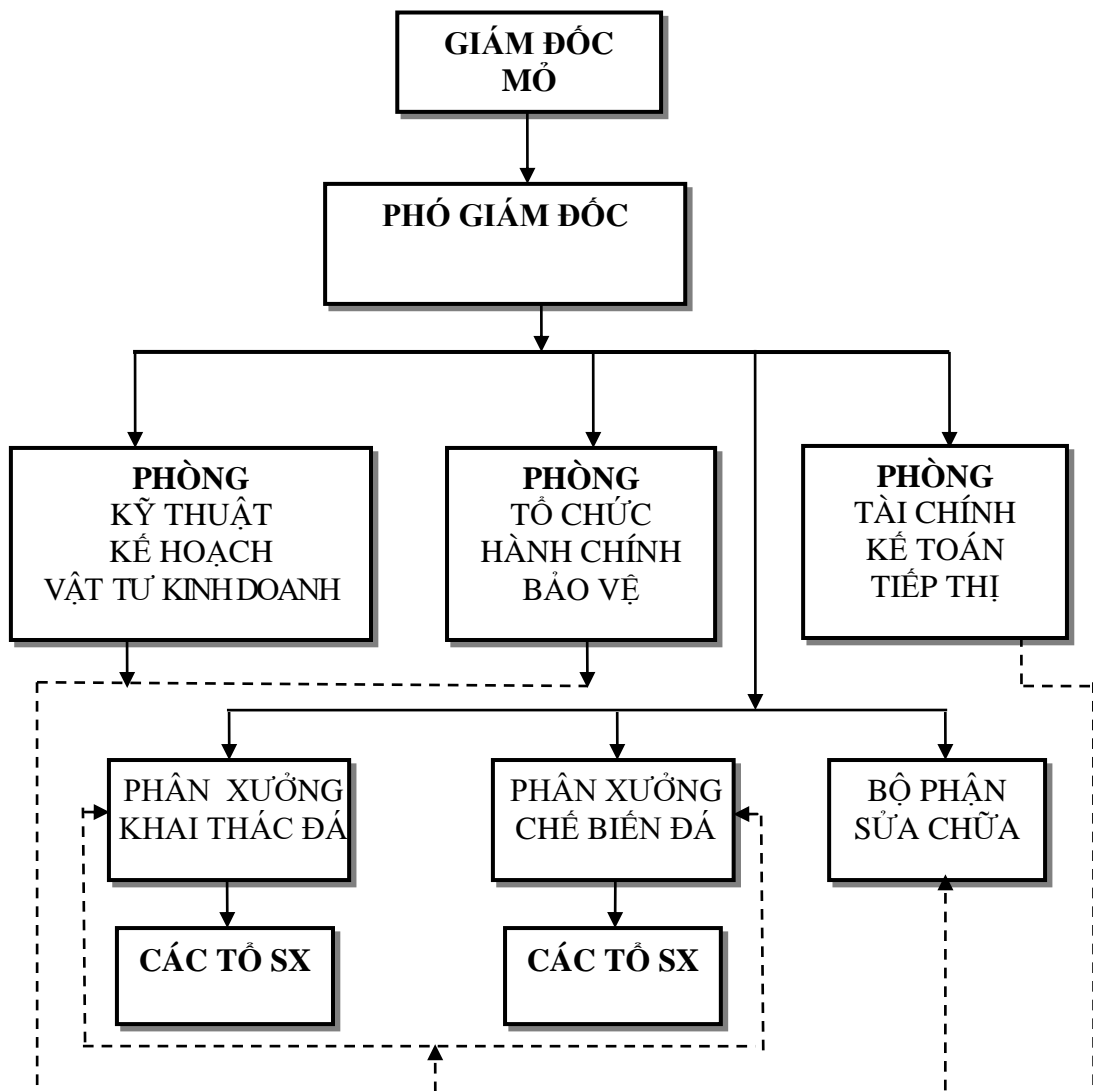 GIÁM ĐỐC
MỎ
PHÓ GIÁM ĐỐC
PHÒNG
KỸ THUẬT
KẾ HOẠCH
VẬT TƯ KINH DOANH
PHÒNG
TỔ CHỨC
HÀNH CHÍNH
BẢO VỆ
PHÒNG
TÀI CHÍNH
KẾ TOÁN
TIẾP THỊ
PHÂN XƯỞNG
KHAI THÁC ĐÁ
PHÂN XƯỞNG
CHẾ BIẾN ĐÁ
BỘ PHẬN
SỬA CHỮA
CÁC TỔ SX
CÁC TỔ SX